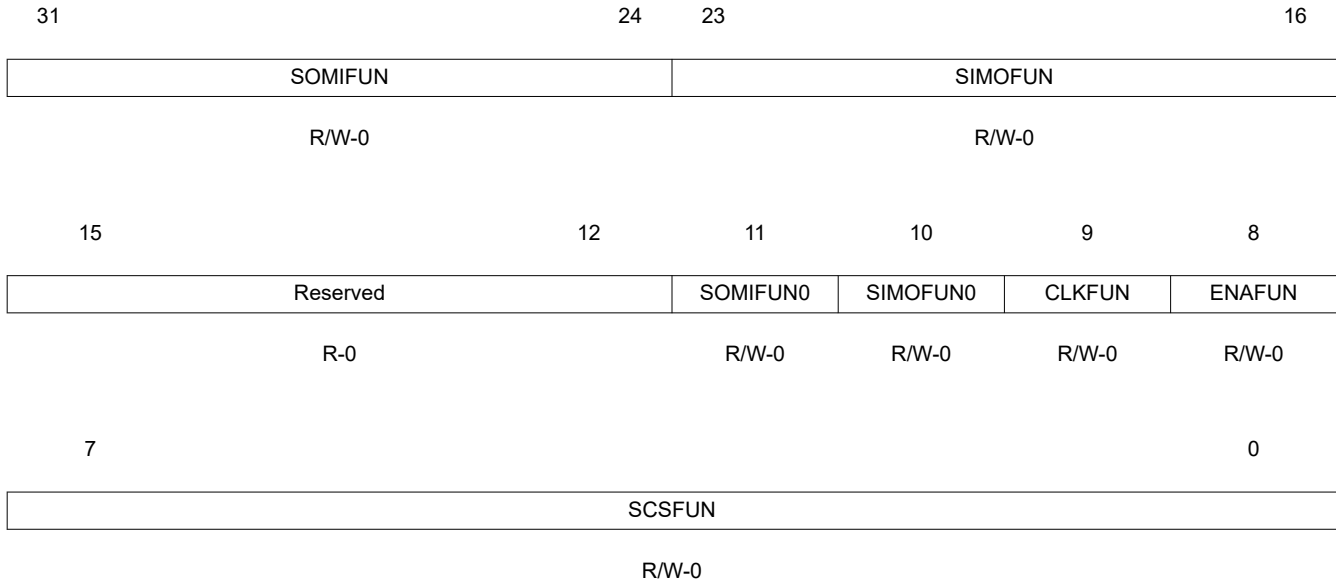 31 24 23 16
SOMIFUN SIMOFUN
R/W-0 R/W-0
15 12 11 10 9 8
Reserved SOMIFUN0 SIMOFUN0 CLKFUN ENAFUN
R-0 R/W-0 R/W-0 R/W-0 R/W-0
7 0
SCSFUN
R/W-0